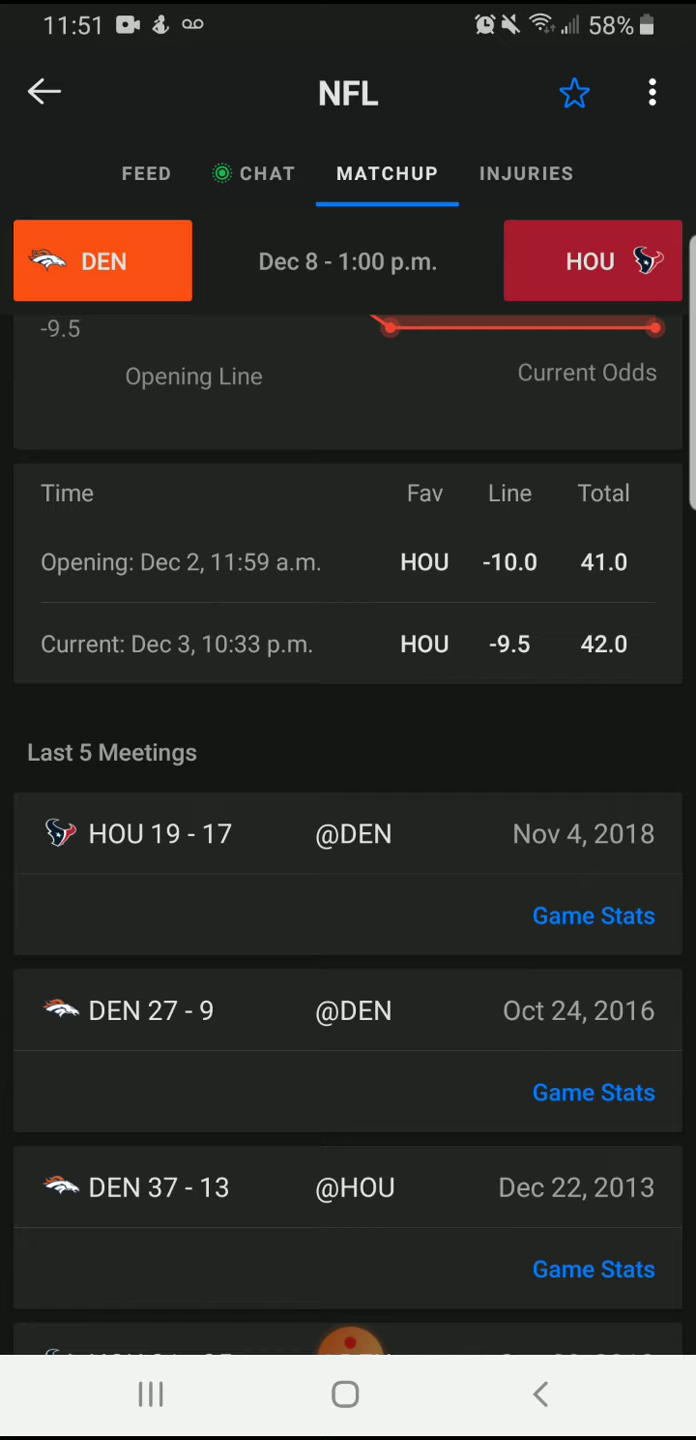 11:51 58%
NFL
FEED CHAT MATCHUP INJURIES
DEN Dec 8 - 1:00 p.m. HOU
-9.5
Opening Line Current Odds
Time Fav Line Total
Opening: Dec 2, 11:59 a.m. HOU -10.0 41.0
Current: Dec 3, 10:33 p.m. HOU -9.5 42.0
Last 5 Meetings
HOU 19 - 17 @DEN Nov 4, 2018
Game Stats
DEN 27 - 9 @DEN Oct 24, 2016
Game Stats
DEN 37 - 13 @HOU Dec 22, 2013
Game Stats